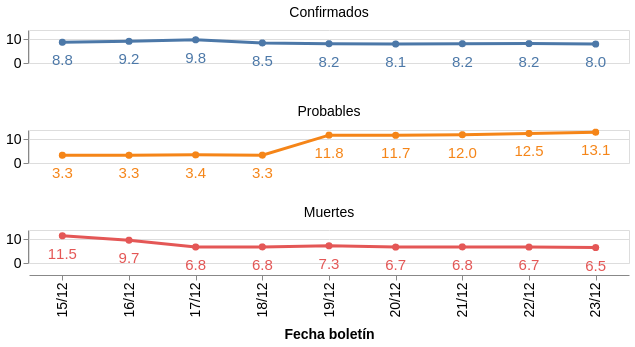 Confirmados
10
0
8.8 9.2 9.8 8.5 8.2 8.1 8.2 8.2 8.0
Probables
10
0
3.3 3.3 3.4 3.3 11.8 11.7 12.0 12.5 13.1
Muertes
10
0
11.5 9.7 6.8 6.8 7.3 6.7 6.8 6.7 6.5
15/12 16/12 17/12 18/12 19/12 20/12 21/12 22/12 23/12
Fecha boletín